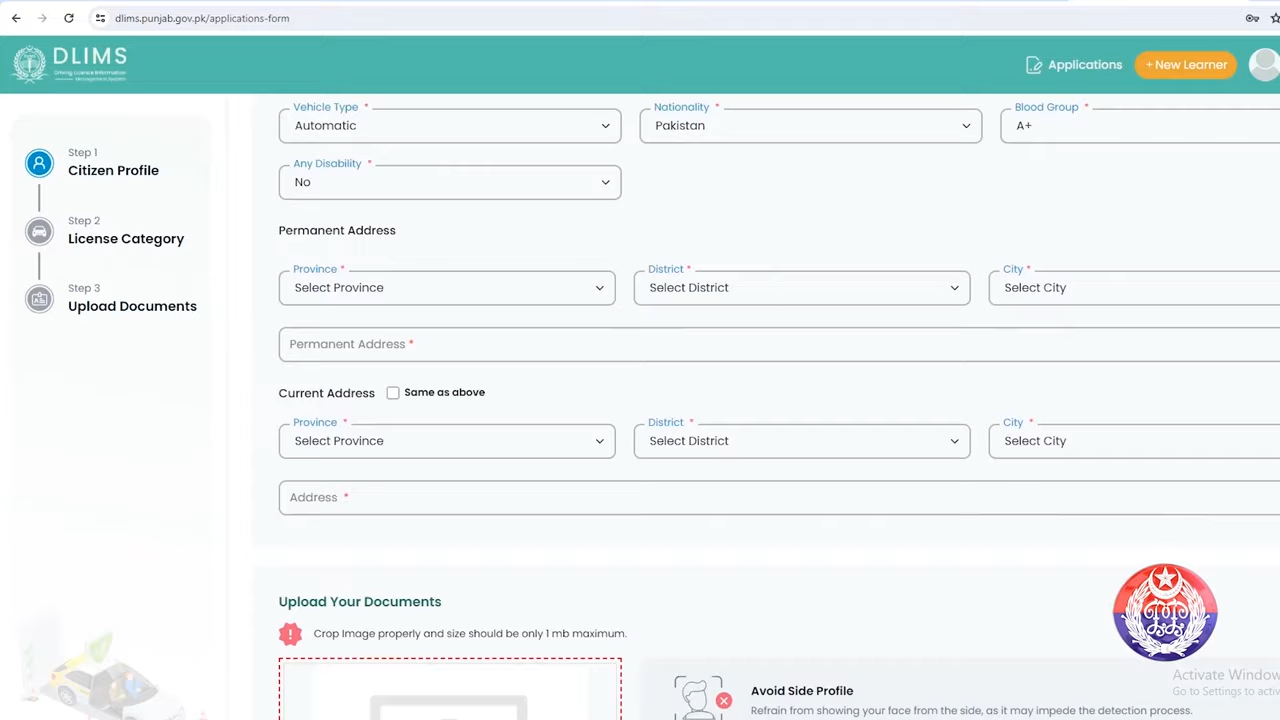 dlims.punjab.gov.pk/applications-form
DLIMS
Driving Licence Information
Management System
Applications
+ New Learner
Vehicle Type *
Nationality *
Blood Group *
Automatic
Pakistan
A+
Step 1
Citizen Profile
Any Disability *
No
Step 2
License Category
Permanent Address
Step 3
Upload Documents
Province *
District *
City *
Select Province
Select District
Select City
Permanent Address *
Current Address
Same as above
Province *
District *
City *
Select Province
Select District
Select City
Address *
Upload Your Documents
! Crop Image properly and size should be only 1 mb maximum.
Avoid Side Profile
Refrain from showing your face from the side, as it may impede the detection process.
Activate Window
Go to Settings to activ